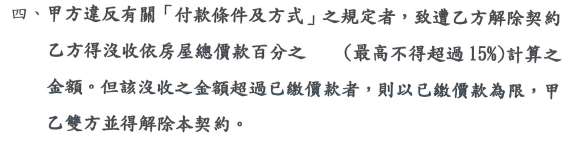 四、甲方違反有關「付款條件及方式」之規定者，致遭乙方解除契約
乙方得沒收依房屋總價款百分之　　(最高不得超過 15%)計算之
金額。但該沒收之金額超過已繳價款者，則以已繳價款為限，甲
乙雙方並得解除本契約。